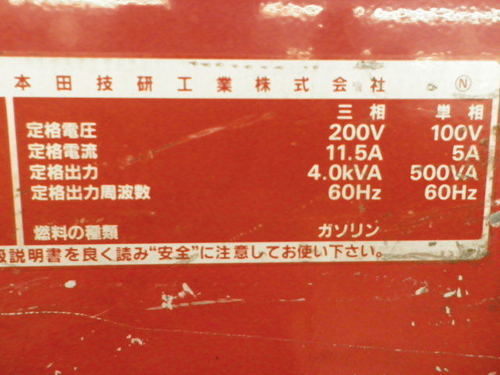 本田技研工業株式会社 Ⓝ
三相 単相
定格電圧 200V 100V
定格電流 11.5A 5A
定格出力 4.0kVA 500VA
定格出力周波数 60Hz 60Hz
燃料の種類 ガソリン
扱説明書を良く読み“安全”に注意してお使い下さい。